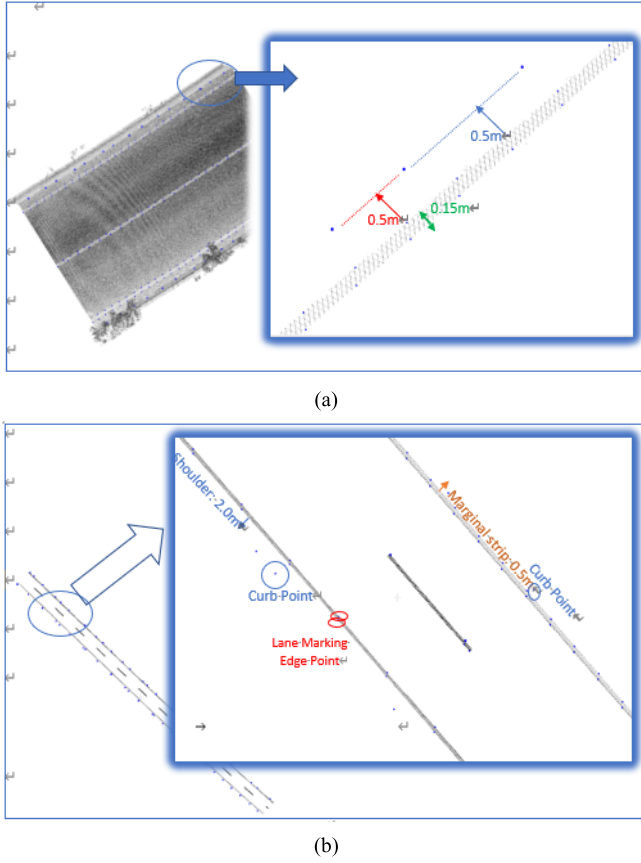 0.5m↵
0.15m↵
0.5m↵
(a)
Shoulder: 2.0m↵
Marginal strip: 0.5m↵
Curb Point↵
Curb Point↵
Lane Marking
Edge Point↵
(b)